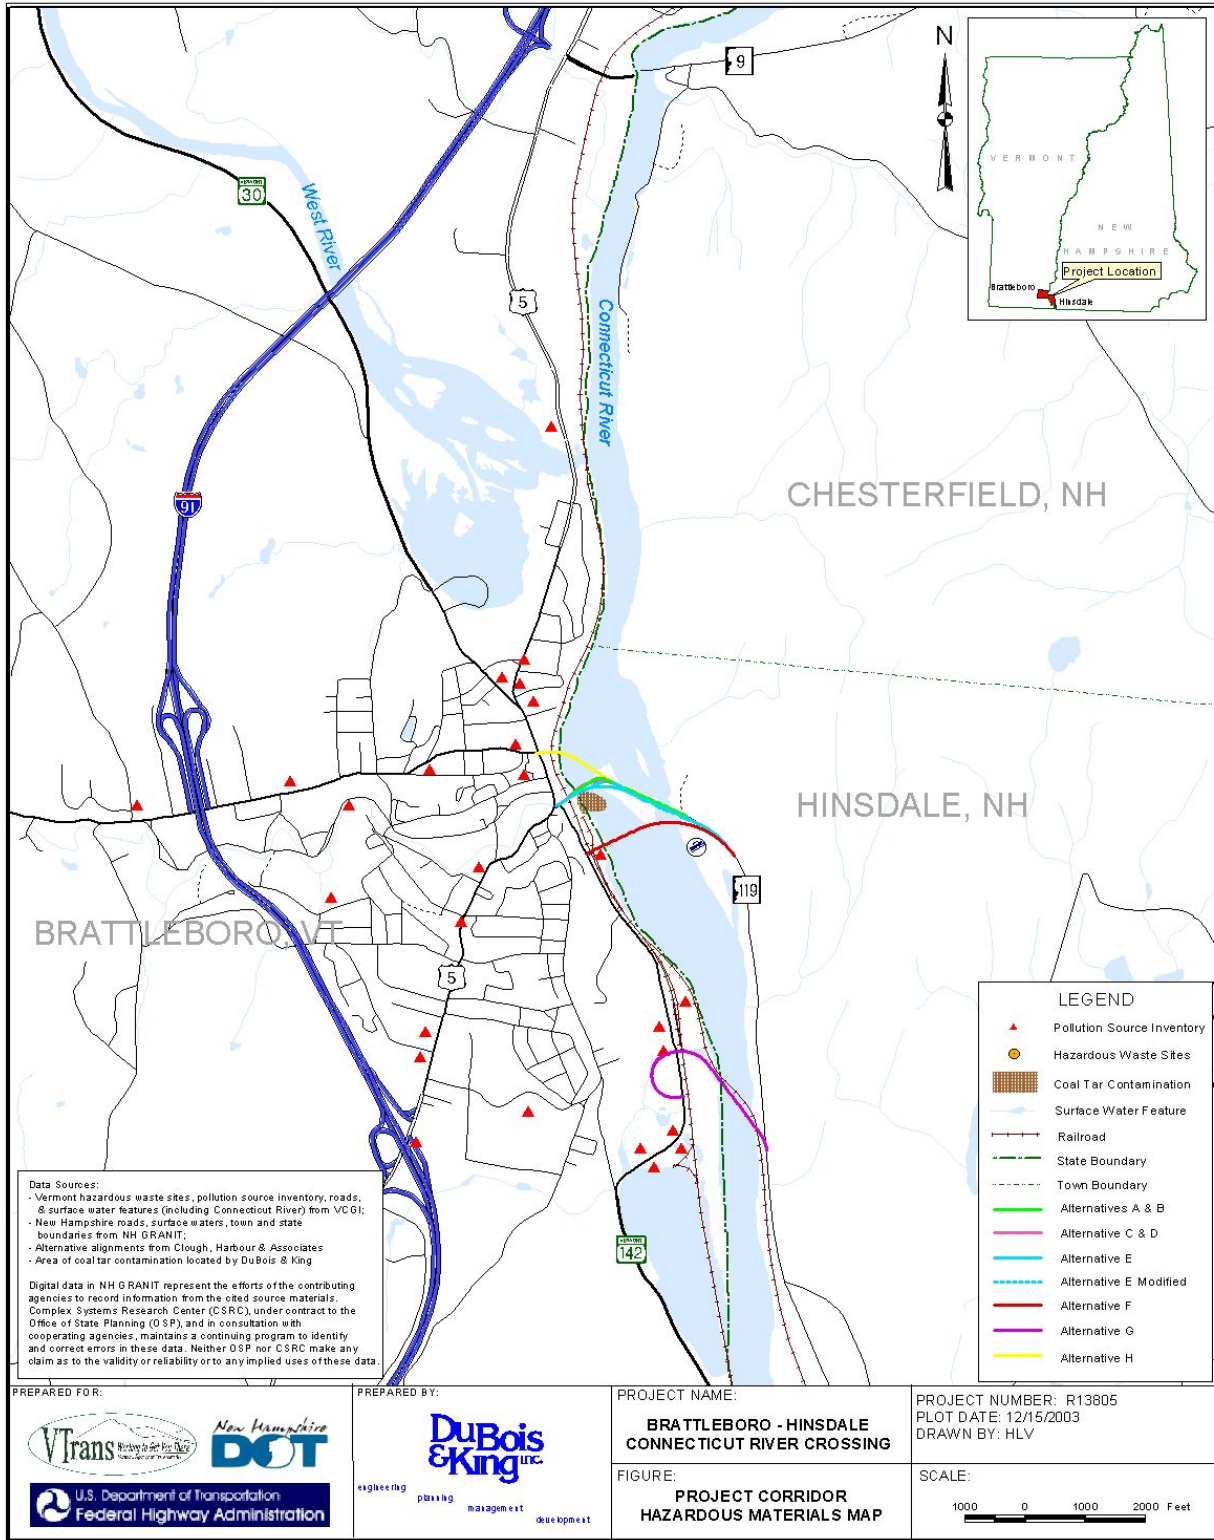 9
N
VERMONT
NEW
HAMPSHIRE
Project Location
Brattleboro
Hinsdale
30
West River
5
Connecticut River
91
CHESTERFIELD, NH
HINSDALE, NH
119
BRATTLEBORO, VT
5
142
LEGEND
Pollution Source Inventory
Hazardous Waste Sites
Coal Tar Contamination
Surface Water Feature
Railroad
State Boundary
Town Boundary
Alternatives A & B
Alternative C & D
Alternative E
Alternative E Modified
Alternative F
Alternative G
Alternative H
Data Sources:
- Vermont hazardous waste sites, pollution source inventory, roads,
& surface water features (including Connecticut River) from VCGI;
- New Hampshire roads, surface waters, town and state
boundaries from NH GRANIT;
- Alternative alignments from Clough, Harbour & Associates
- Area of coal tar contamination located by DuBois & King
Digital data in NH GRANIT represent the efforts of the contributing
agencies to record information from the cited source materials.
Complex Systems Research Center (CSRC), under contract to the
Office of State Planning (OSP), and in consultation with
cooperating agencies, maintains a continuing program to identify
and correct errors in these data. Neither OSP nor CSRC make any
claim as to the validity or reliability or to any implied uses of these data.
PREPARED FOR:
VTrans Working to Get You There
New Hampshire
DOT
U.S. Department of Transportation
Federal Highway Administration
PREPARED BY:
DuBois
& King inc.
engineering
planning
management
development
PROJECT NAME:
BRATTLEBORO - HINSDALE
CONNECTICUT RIVER CROSSING
FIGURE:
PROJECT CORRIDOR
HAZARDOUS MATERIALS MAP
PROJECT NUMBER: R13805
PLOT DATE: 12/15/2003
DRAWN BY: HLV
SCALE:
1000 0 1000 2000 Feet